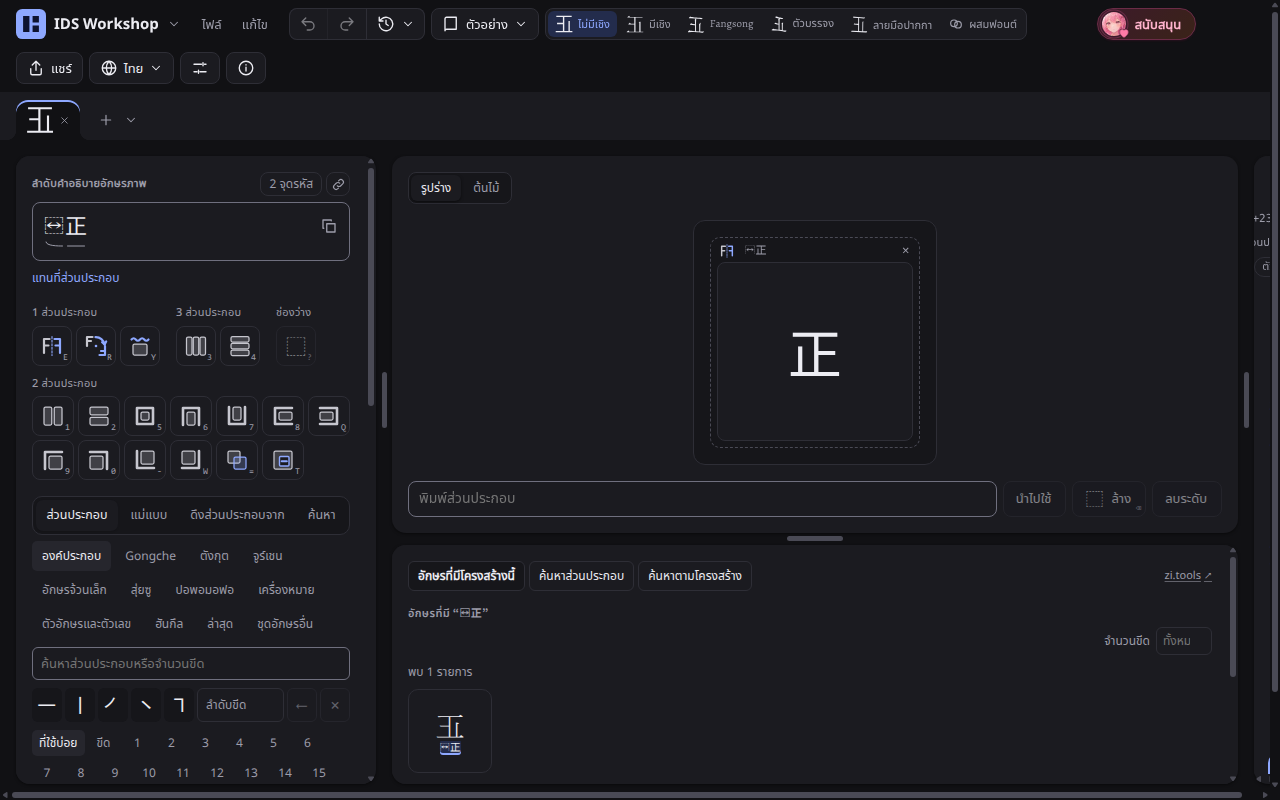 IDS Workshop ไฟล์ แก้ไข ตัวอย่าง ไม่มีเชิง มีเชิง Fangsong ตัวบรรจง ลายมือปากกา ผสมฟอนต์ สนับสนุน
แชร์ ไทย
ลำดับคำอธิบายอักษรภาพ 2 จุดรหัส
⿾正
แทนที่ส่วนประกอบ
1 ส่วนประกอบ 3 ส่วนประกอบ ช่องว่าง
E R Y 3 4 ?
2 ส่วนประกอบ
1 2 5 6 7 8 Q
9 0 - W = T
ส่วนประกอบ แม่แบบ ดึงส่วนประกอบจาก ค้นหา
องค์ประกอบ Gongche ตังกุต จูร์เชน
อักษรจ้วนเล็ก สุ่ยซู ปอพอมอฟอ เครื่องหมาย
ตัวอักษรและตัวเลข ฮันกึล ล่าสุด ชุดอักษรอื่น
ค้นหาส่วนประกอบหรือจำนวนขีด
ลำดับขีด ← ×
ที่ใช้บ่อย ขีด 1 2 3 4 5 6
7 8 9 10 11 12 13 14 15
รูปร่าง ต้นไม้
⿾正 ×
正
พิมพ์ส่วนประกอบ นำไปใช้ ล้าง ลบระดับ
อักษรที่มีโครงสร้างนี้ ค้นหาส่วนประกอบ ค้นหาตามโครงสร้าง zi.tools ↗
อักษรที่มี “⿾正”
จำนวนขีด ทั้งหม
พบ 1 รายการ
⿾正